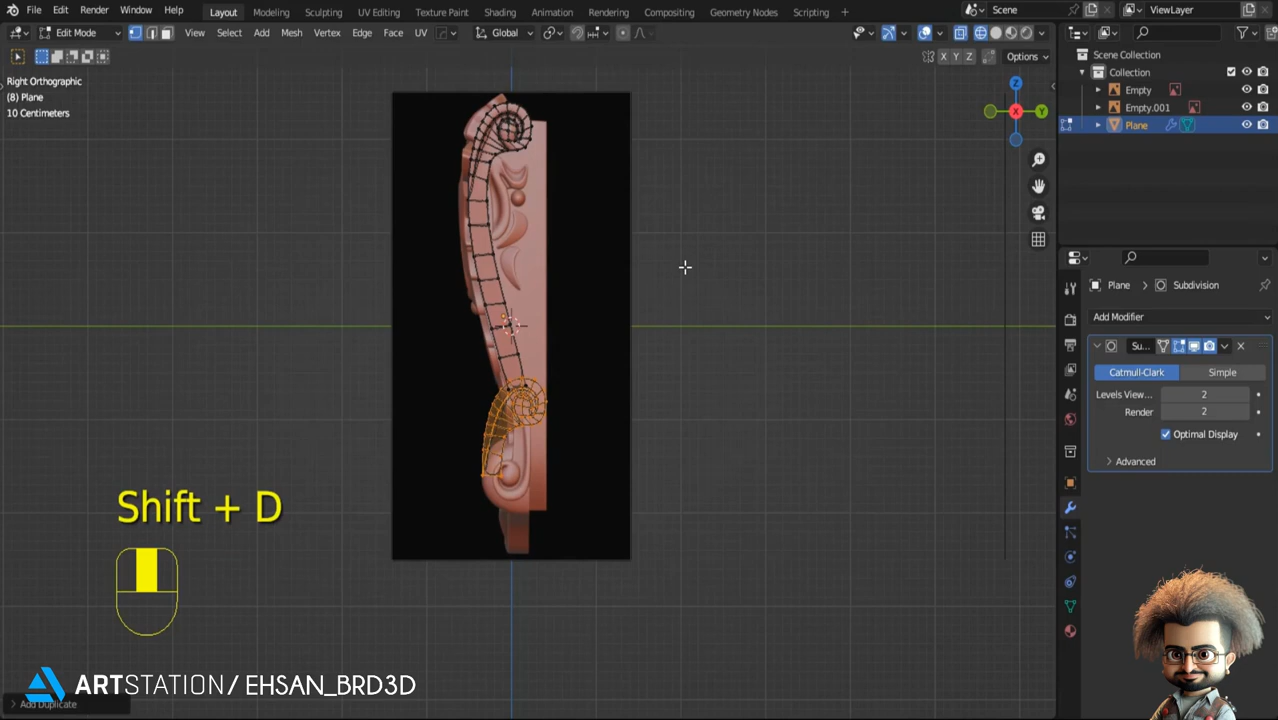 File Edit Render Window Help Layout Modeling Sculpting UV Editing Texture Paint Shading Animation Rendering Compositing Geometry Nodes Scripting + Scene ViewLayer
Edit Mode View Select Add Mesh Vertex Edge Face UV Global
X Y Z Options
Right Orthographic
(8) Plane
10 Centimeters
Z
X
Y
Scene Collection
Collection
Empty
Empty.001
Plane
Plane > Subdivision
Add Modifier
Su...
Catmull-Clark Simple
Levels View... 2
Render 2
Optimal Display
Advanced
Shift + D
ARTSTATION / EHSAN_BRD3D
Add Duplicate